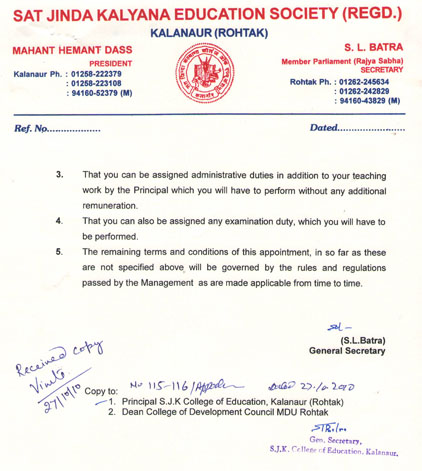 SAT JINDA KALYANA EDUCATION SOCIETY (REGD.)
KALANAUR (ROHTAK)
MAHANT HEMANT DASS
PRESIDENT
Kalanaur Ph. : 01258-222379
: 01258-223108
: 94160-52379 (M)
S. L. BATRA
Member Parliament (Rajya Sabha)
SECRETARY
Rohtak Ph. : 01262-245634
: 01262-242829
: 94160-43829 (M)
Ref. No...................
Dated........................
3. That you can be assigned administrative duties in addition to your teaching
work by the Principal which you will have to perform without any additional
remuneration.
4. That you can also be assigned any examination duty, which you will have to
be performed.
5. The remaining terms and conditions of this appointment, in so far as these
are not specified above will be governed by the rules and regulations
passed by the Management as are made applicable from time to time.
sd-
(S.L.Batra)
General Secretary
Received copy
27/10/10
Copy to: No 115-116/ Dated
1. Principal S.J.K College of Education, Kalanaur (Rohtak)
2. Dean College of Development Council MDU Rohtak
Gen. Secretary,
S.J.K. College of Education, Kalanaur.